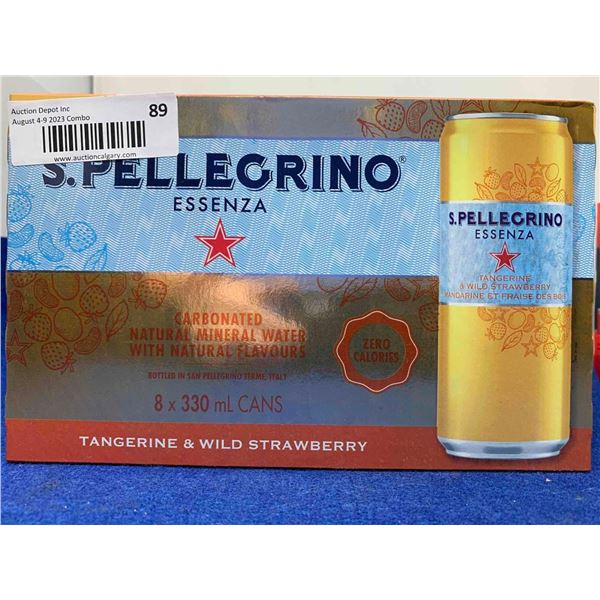 Auction Depot Inc
August 4-9 2023 Combo
89
www.auctioncalgary.com
S.PELLEGRINO®
ESSENZA
CARBONATED
NATURAL MINERAL WATER
WITH NATURAL FLAVOURS
ZERO
CALORIES
BOTTLED IN SAN PELLEGRINO TERME, ITALY
8 x 330 mL CANS
TANGERINE & WILD STRAWBERRY
S.PELLEGRINO
ESSENZA
TANGERINE
& WILD STRAWBERRY
MANDARINE ET FRAISE DES BOIS